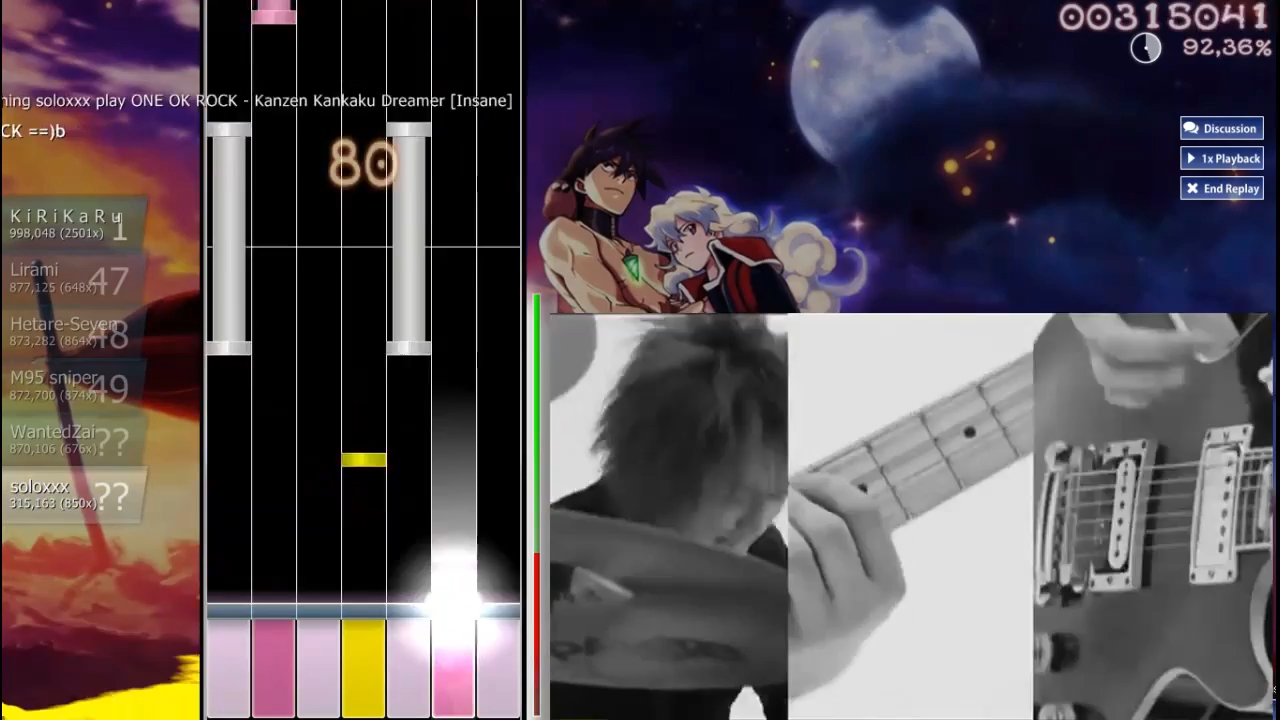 00315041
92,36%
ning soloxxx play ONE OK ROCK - Kanzen Kankaku Dreamer [Insane]
CK ==)b
80
Discussion
1x Playback
End Replay
K i R i K a R u
998,048 (2501x)
1
Lirami
877,125 (648x)
47
Hetare-Seven
873,282 (864x)
48
M95 sniper
872,700 (874x)
49
WantedZai
870,106 (676x)
??
soloxxx
315,163 (850x)
??